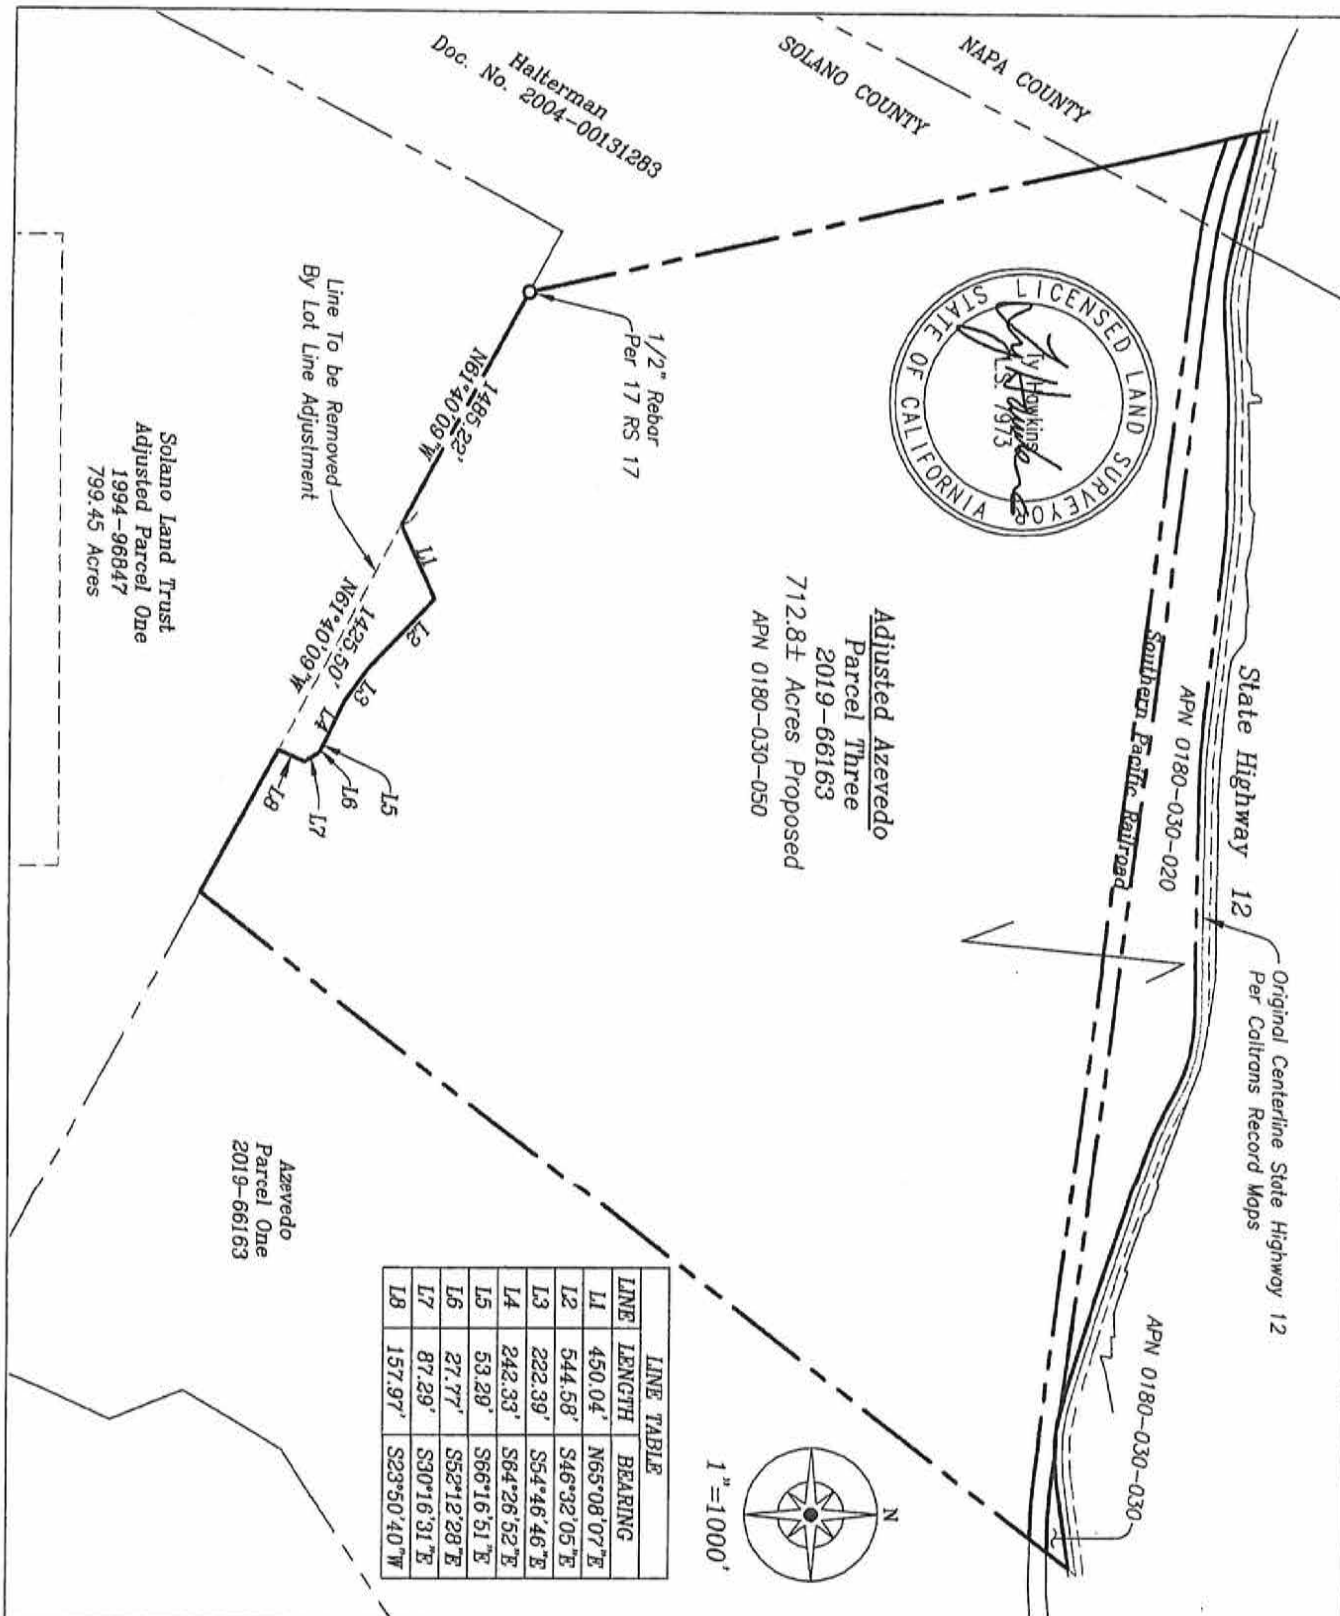 NAPA COUNTY
SOLANO COUNTY
Halterman
Doc. No. 2004-00131283
State Highway 12
Original Centerline State Highway 12
Per Caltrans Record Maps
APN 0180-030-020
Southern Pacific Railroad
APN 0180-030-030
LICENSED LAND SURVEYOR
STATE OF CALIFORNIA
Ty Hawkins
L.S. 7973
1/2" Rebar
Per 17 RS 17
Adjusted Azevedo
Parcel Three
2019-66163
712.8± Acres Proposed
APN 0180-030-050
1485.22'
N61°40'09"W
L1
L2
L3
L4
L5
L6
L7
L8
1425.50'
N61°40'09"W
Line To be Removed
By Lot Line Adjustment
Solano Land Trust
Adjusted Parcel One
1994-96847
799.45 Acres
Azevedo
Parcel One
2019-66163
N
1"=1000'
LINE TABLE
LINE LENGTH BEARING
L1 450.04' N65°08'07"E
L2 544.58' S46°32'05"E
L3 222.39' S54°46'46"E
L4 242.33' S64°26'52"E
L5 53.29' S66°16'51"E
L6 27.77' S52°12'28"E
L7 87.29' S30°16'31"E
L8 157.97' S23°50'40"W